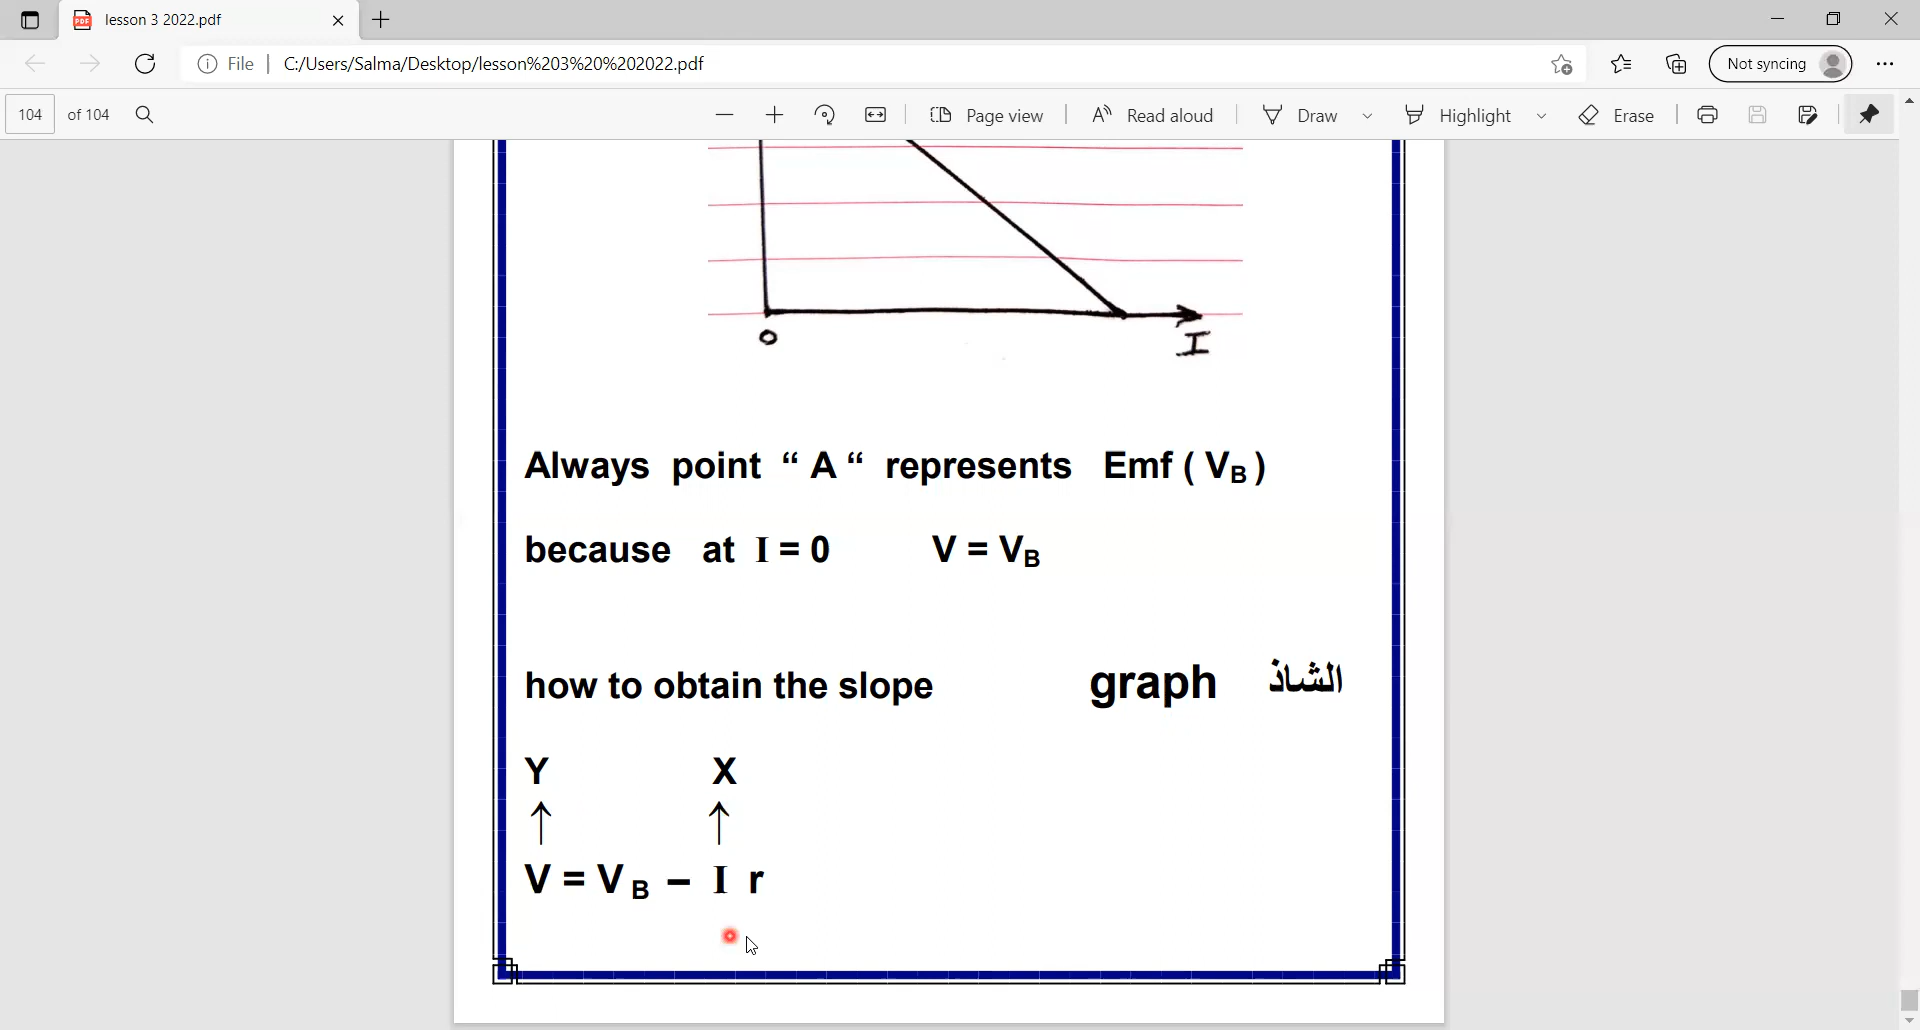 lesson 3 2022.pdf
File C:/Users/Salma/Desktop/lesson%203%20%202022.pdf Not syncing
104 of 104 Page view Read aloud Draw Highlight Erase
O
I
Always point “ A “ represents Emf ( VB )
because at I = 0 V = VB
how to obtain the slope graph الشاذ
Y X
↑ ↑
V = V B – I r